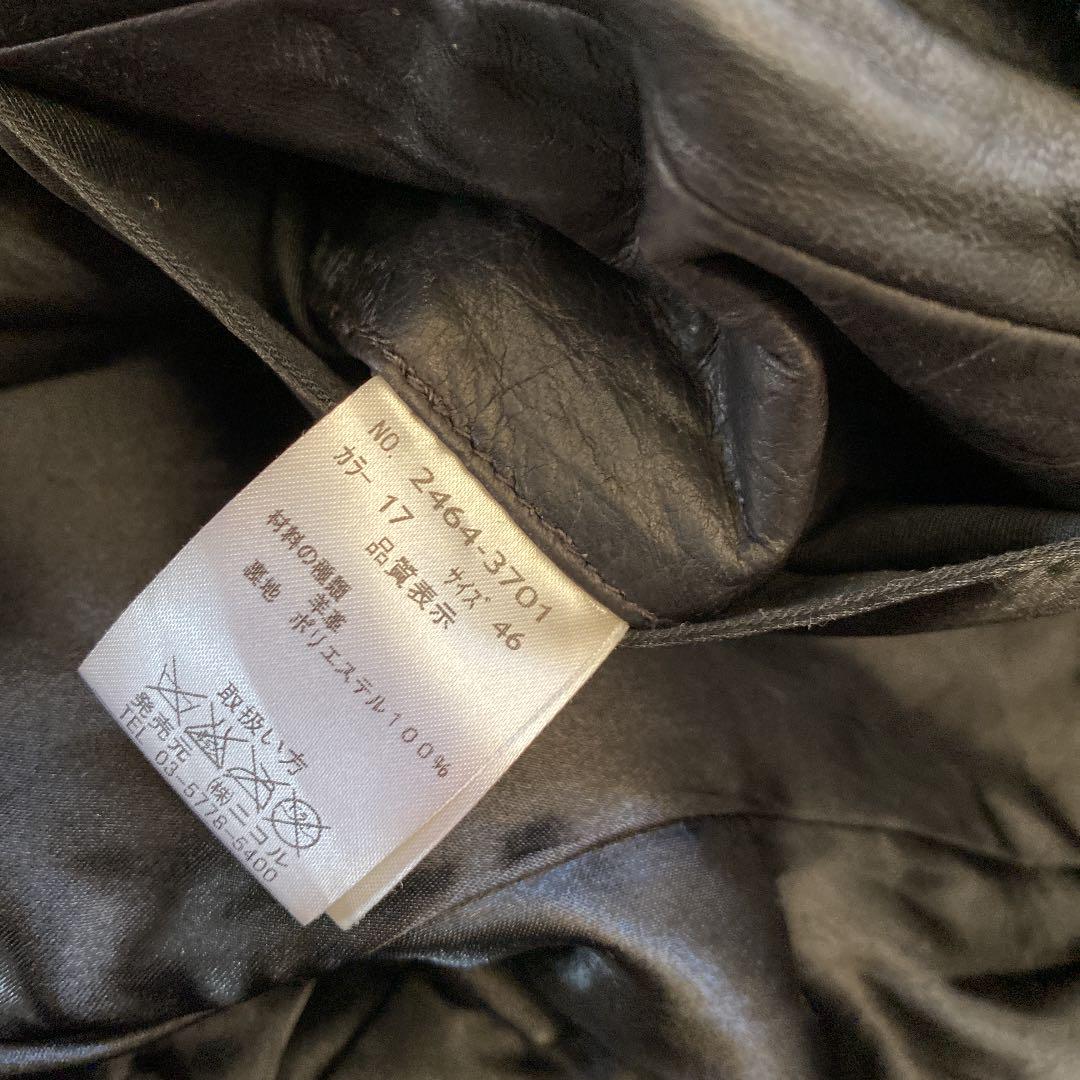 NO. 2464-3701
カラー 17 サイズ 46
品質表示
材料の種類 羊革
裏地 ポリエステル100%
取扱い方
発売元 (株)ニコル
TEL 03-5778-5400